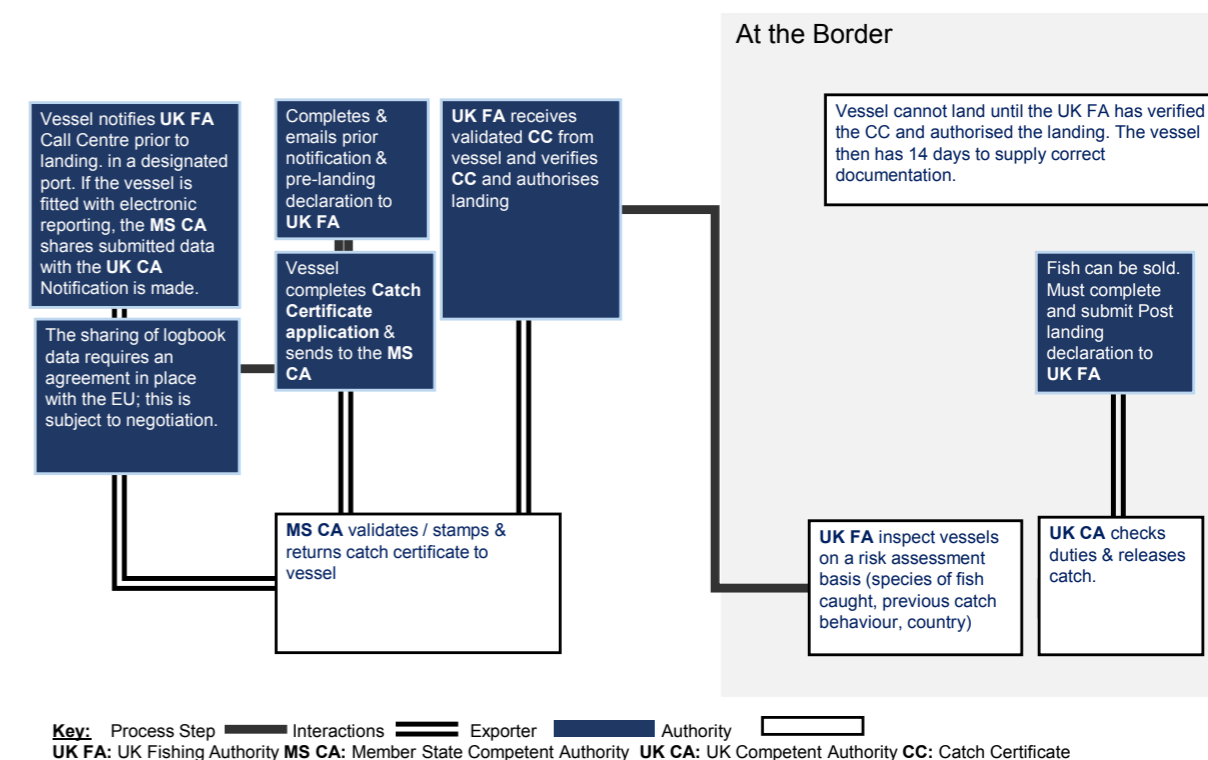 At the Border
Vessel notifies UK FA
Call Centre prior to
landing. in a designated
port. If the vessel is
fitted with electronic
reporting, the MS CA
shares submitted data
with the UK CA
Notification is made.
The sharing of logbook
data requires an
agreement in place
with the EU; this is
subject to negotiation.
Completes &
emails prior
notification &
pre-landing
declaration to
UK FA
Vessel
completes Catch
Certificate
application &
sends to the MS
CA
UK FA receives
validated CC from
vessel and verifies
CC and authorises
landing
MS CA validates / stamps &
returns catch certificate to
vessel
Vessel cannot land until the UK FA has verified
the CC and authorised the landing. The vessel
then has 14 days to supply correct
documentation.
UK FA inspect vessels
on a risk assessment
basis (species of fish
caught, previous catch
behaviour, country)
Fish can be sold.
Must complete
and submit Post
landing
declaration to
UK FA
UK CA checks
duties & releases
catch.
Key: Process Step Interactions Exporter Authority
UK FA: UK Fishing Authority MS CA: Member State Competent Authority UK CA: UK Competent Authority CC: Catch Certificate